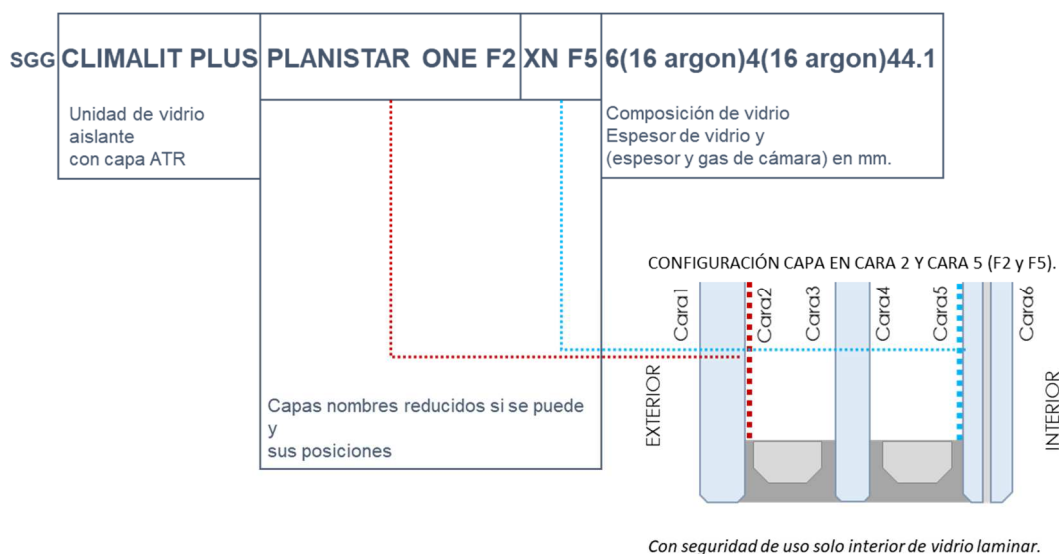 SGG CLIMALIT PLUS PLANISTAR ONE F2 XN F5 6(16 argon)4(16 argon)44.1
Unidad de vidrio
aislante
con capa ATR
Composición de vidrio
Espesor de vidrio y
(espesor y gas de cámara) en mm.
Capas nombres reducidos si se puede
y
sus posiciones
CONFIGURACIÓN CAPA EN CARA 2 Y CARA 5 (F2 y F5).
Cara1
Cara2
Cara3
Cara4
Cara5
Cara6
EXTERIOR
INTERIOR
Con seguridad de uso solo interior de vidrio laminar.